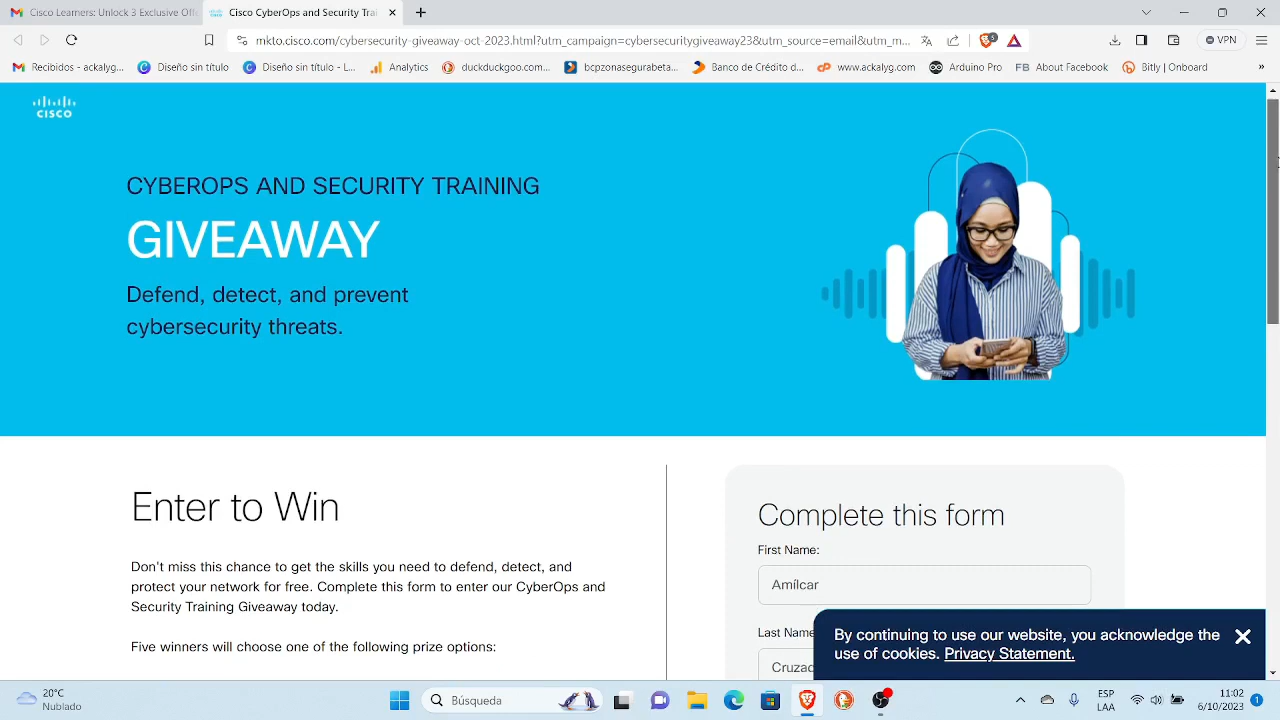 Cisco Learners: Unlock 3 Exclusive Off
Cisco CyberOps and Security Trai
mkto.cisco.com/cybersecurity-giveaway-oct-2023.html?utm_campaign=cybersecuritygiveaway23&utm_source=email&utm_m...
5
VPN
Recibidos - ackalyg...
Diseño sin título
Diseño sin título - L...
Analytics
duckduckgoo.com/...
bcpzonasegurabeta...
Banco de Crédito d...
www.ackalyg.com
Arduino Pro
FB
About Facebook
Bitly | Onboard
»
CISCO
CYBEROPS AND SECURITY TRAINING
GIVEAWAY
Defend, detect, and prevent
cybersecurity threats.
Enter to Win
Don't miss this chance to get the skills you need to defend, detect, and
protect your network for free. Complete this form to enter our CyberOps and
Security Training Giveaway today.
Five winners will choose one of the following prize options:
Complete this form
First Name:
Amílcar
Last Name
Cruzad
By continuing to use our website, you acknowledge the
use of cookies. Privacy Statement.
20°C
Nublado
Búsqueda
ESP
LAA
11:02
6/10/2023
1